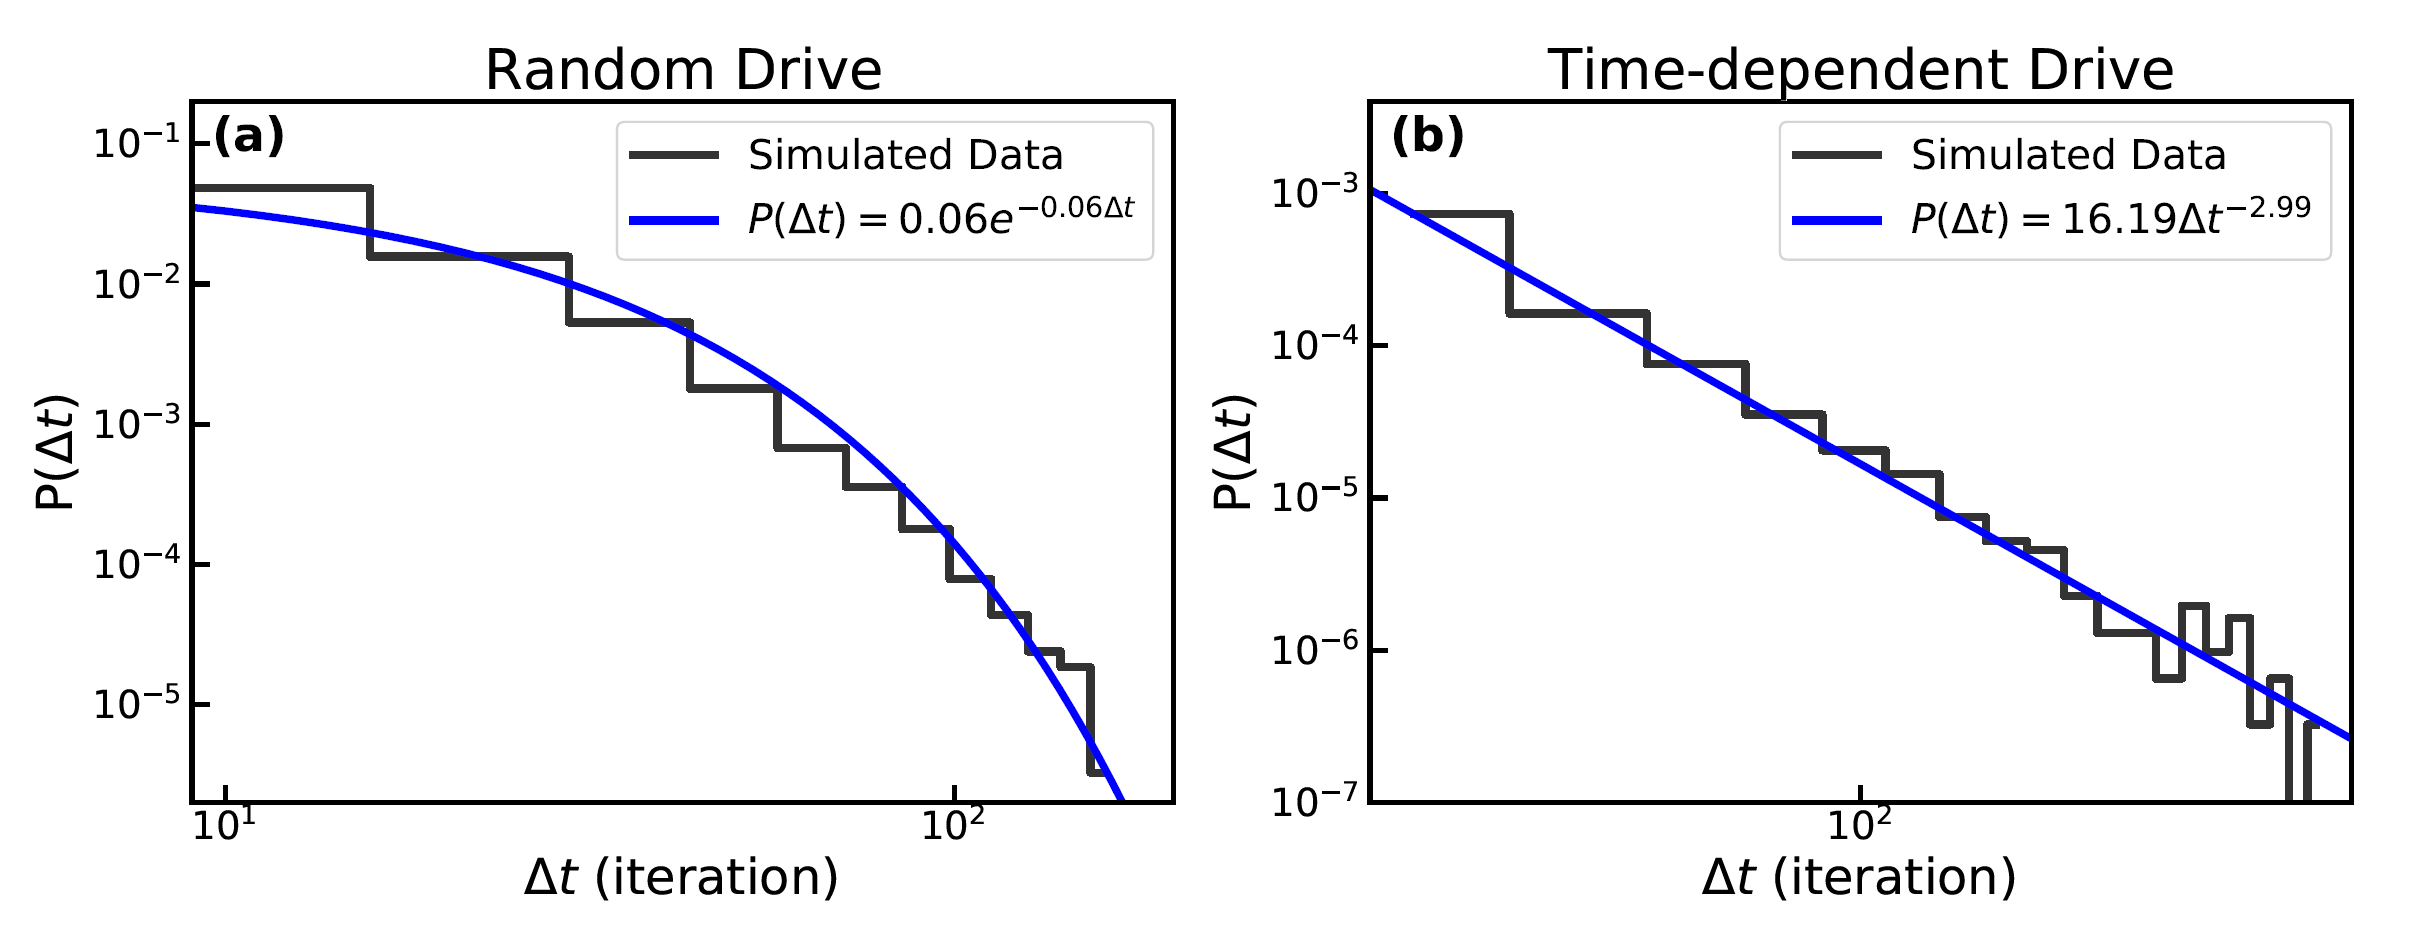 Random Drive
(a)
Simulated Data
P(Δt) = 0.06e^{−0.06Δt}
10^{−1}
10^{−2}
10^{−3}
10^{−4}
10^{−5}
P(Δt)
10^{1}
10^{2}
Δt (iteration)
Time-dependent Drive
(b)
Simulated Data
P(Δt) = 16.19Δt^{−2.99}
10^{−3}
10^{−4}
10^{−5}
10^{−6}
10^{−7}
P(Δt)
10^{2}
Δt (iteration)